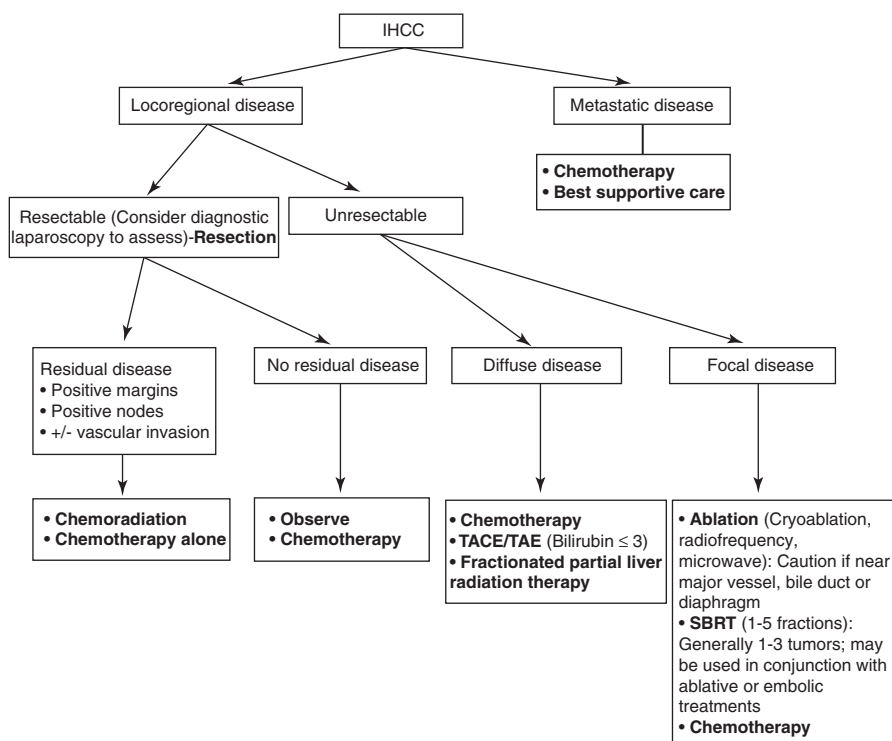 IHCC
Locoregional disease
Metastatic disease
• Chemotherapy
• Best supportive care
Resectable (Consider diagnostic
laparoscopy to assess)-Resection
Unresectable
Residual disease
• Positive margins
• Positive nodes
• +/- vascular invasion
No residual disease
Diffuse disease
Focal disease
• Chemoradiation
• Chemotherapy alone
• Observe
• Chemotherapy
• Chemotherapy
• TACE/TAE (Bilirubin ≤ 3)
• Fractionated partial liver
radiation therapy
• Ablation (Cryoablation,
radiofrequency,
microwave): Caution if near
major vessel, bile duct or
diaphragm
• SBRT (1-5 fractions):
Generally 1-3 tumors; may
be used in conjunction with
ablative or embolic
treatments
• Chemotherapy